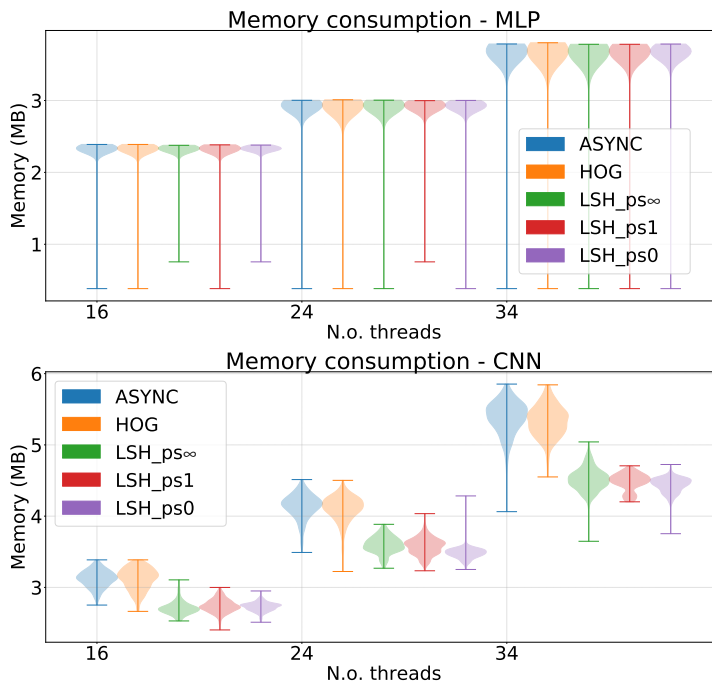 Memory consumption - MLP
Memory (MB)
3
2
1
ASYNC
HOG
LSH_ps∞
LSH_ps1
LSH_ps0
16
24
34
N.o. threads
Memory consumption - CNN
Memory (MB)
6
5
4
3
ASYNC
HOG
LSH_ps∞
LSH_ps1
LSH_ps0
16
24
34
N.o. threads